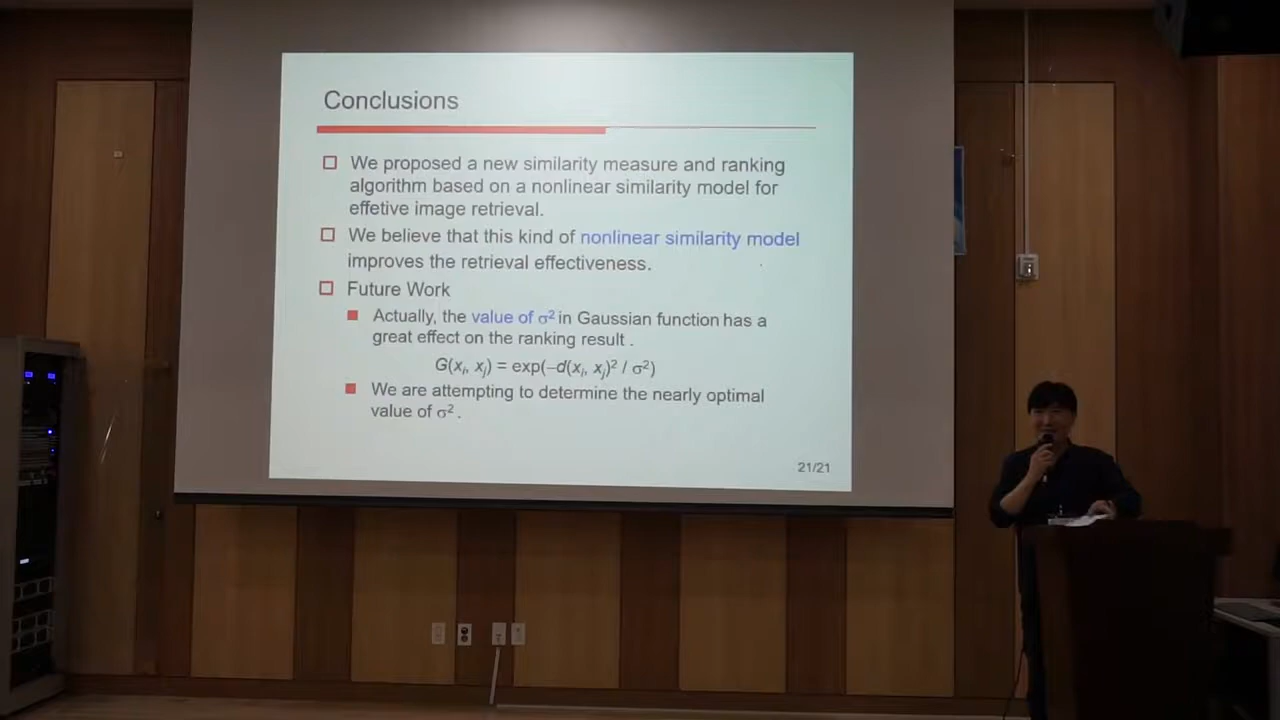 Conclusions
We proposed a new similarity measure and ranking
algorithm based on a nonlinear similarity model for
effetive image retrieval.
We believe that this kind of nonlinear similarity model
improves the retrieval effectiveness.
Future Work
Actually, the value of σ² in Gaussian function has a
great effect on the ranking result .
G(xᵢ, xⱼ) = exp(–d(xᵢ, xⱼ)² / σ²)
We are attempting to determine the nearly optimal
value of σ² .
21/21